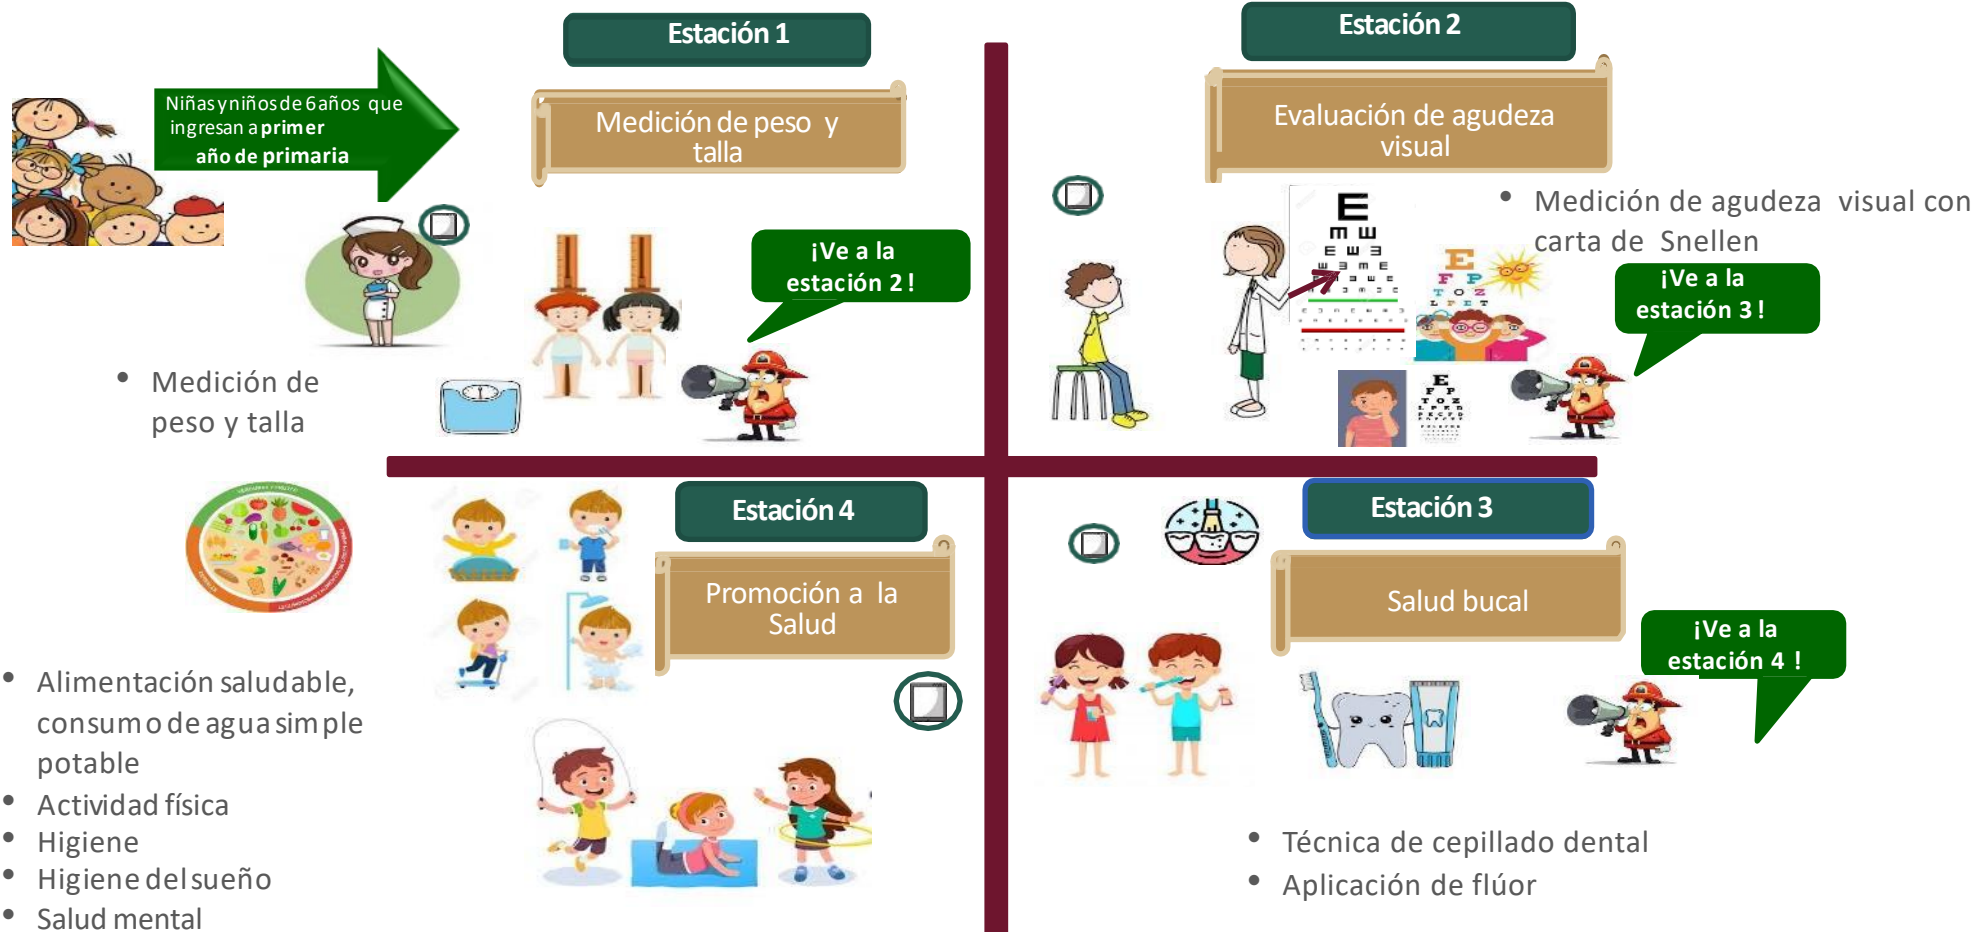 Estación 1
Niñas y niños de 6 años que
ingresan a primer
año de primaria
Medición de peso y
talla
¡Ve a la
estación 2 !
• Medición de
peso y talla
Estación 2
Evaluación de agudeza
visual
• Medición de agudeza visual con
carta de Snellen
¡Ve a la
estación 3 !
E
F P
T O Z
L P E T
E
F P
T O Z
L P E D
Estación 3
Salud bucal
¡Ve a la
estación 4 !
• Técnica de cepillado dental
• Aplicación de flúor
Estación 4
Promoción a la
Salud
• Alimentación saludable,
consumo de agua simple
potable
• Actividad física
• Higiene
• Higiene del sueño
• Salud mental